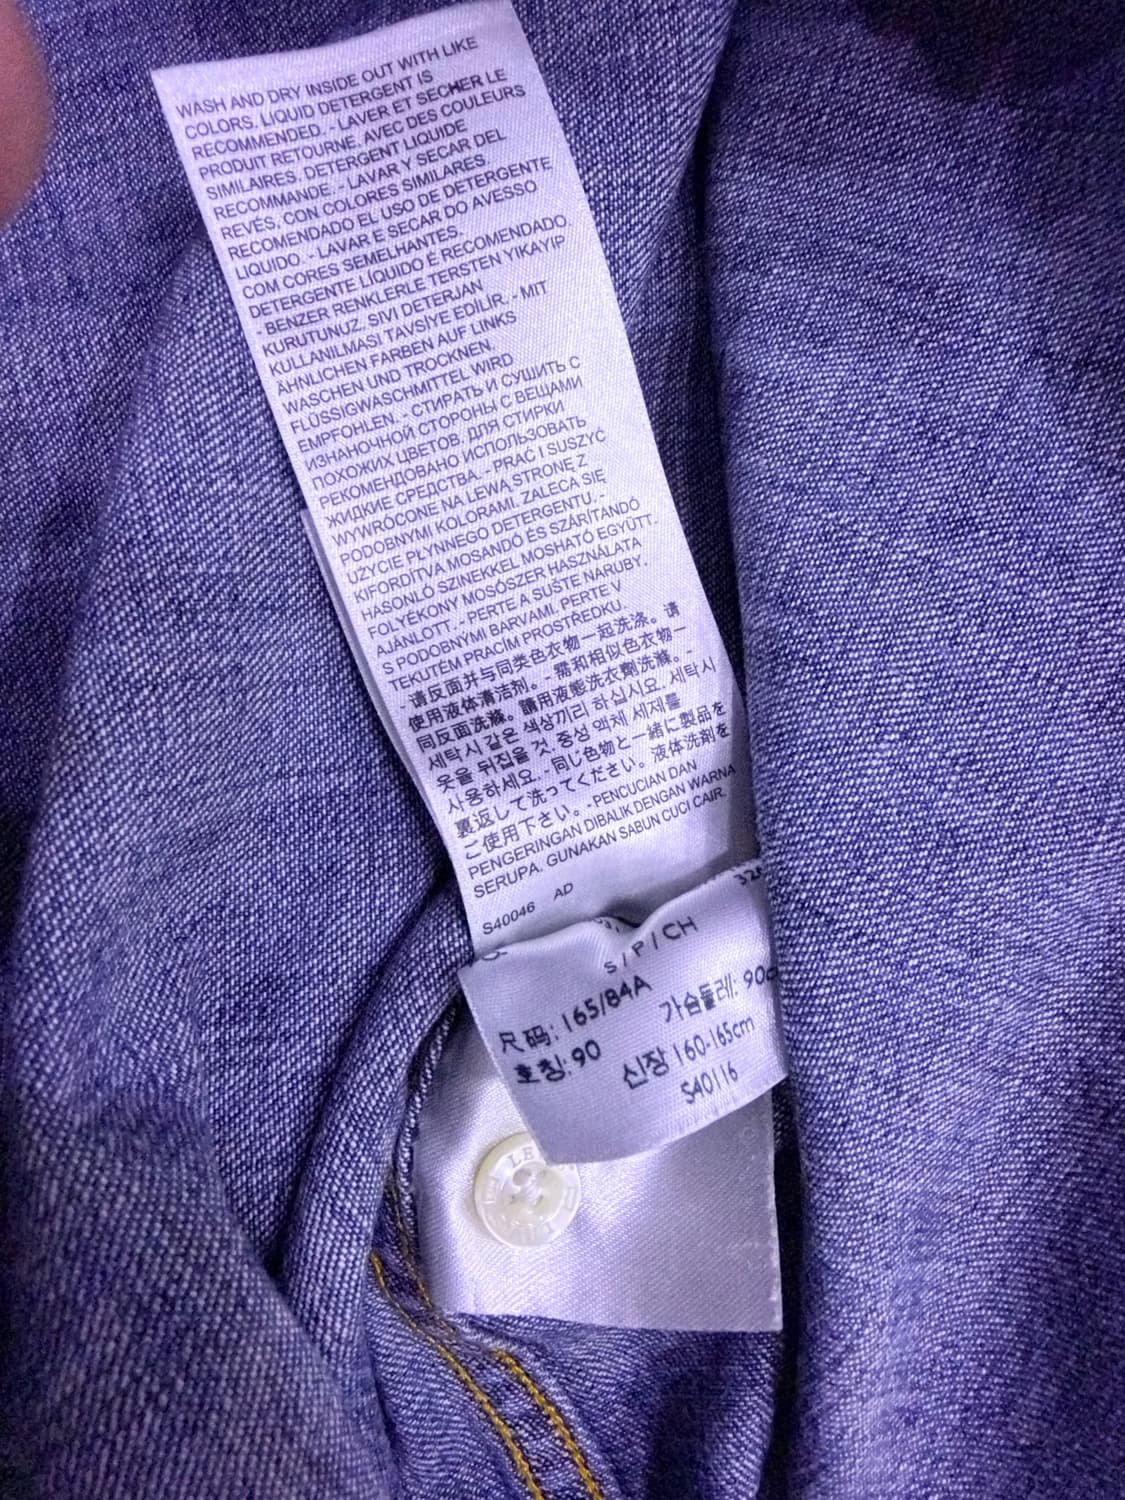 WASH AND DRY INSIDE OUT WITH LIKE
COLORS. LIQUID DETERGENT IS
RECOMMENDED. - LAVER ET SECHER LE
PRODUIT RETOURNÉ, AVEC DES COULEURS
SIMILAIRES. DETERGENT LIQUIDE
RECOMMANDE. - LAVAR Y SECAR DEL
REVÉS, CON COLORES SIMILARES.
RECOMENDADO EL USO DE DETERGENTE
LIQUIDO. - LAVAR E SECAR DO AVESSO
COM CORES SEMELHANTES.
DETERGENTE LÍQUIDO É RECOMENDADO
- BENZER RENKLERLE TERSTEN YIKAYIP
KURUTUNUZ. SIVI DETERJAN
KULLANILMASI TAVSİYE EDİLİR. - MIT
ÄHNLICHEN FARBEN AUF LINKS
WASCHEN UND TROCKNEN.
FLÜSSIGWASCHMITTEL WIRD
EMPFOHLEN. - СТИРАТЬ И СУШИТЬ С
ИЗНАНОЧНОЙ СТОРОНЫ С ВЕЩАМИ
ПОХОЖИХ ЦВЕТОВ. ДЛЯ СТИРКИ
РЕКОМЕНДОВАНО ИСПОЛЬЗОВАТЬ
ЖИДКИЕ СРЕДСТВА. - PRAĆ I SUSZYĆ
WYWRÓCONE NA LEWĄ STRONĘ Z
PODOBNYMI KOLORAMI. ZALECA SIĘ
UŻYCIE PŁYNNEGO DETERGENTU. -
KIFORDÍTVA MOSANDÓ ÉS SZÁRÍTANDÓ
HASONLÓ SZINEKKEL MOSHATÓ EGYÜTT.
FOLYÉKONY MOSÓSZER HASZNÁLATA
AJÁNLOTT. - PERTE A SUŠTE NARUBY,
S PODOBNÝMI BARVAMI. PERTE V
TEKUTÉM PRACÍM PROSTŘEDKU.
- 请反面并与同类色衣物一起洗涤。请
使用液体清洁剂。- 需和相似色衣物一
同反面洗滌。請用液態洗衣劑洗滌。-
세탁시 같은 색상끼리 하십시요. 세탁시
옷을 뒤집을 것. 중성 액체 세제를
사용하세요. - 同じ色物と一緒に製品を
裏返して洗ってください。液体洗剤を
ご使用下さい。- PENCUCIAN DAN
PENGERINGAN DIBALIK DENGAN WARNA
SERUPA. GUNAKAN SABUN CUCI CAIR.
S40046 AD
S / P / CH
尺码: 165/84A
호칭: 90 가슴둘레: 90
신장 160-165cm
S40116